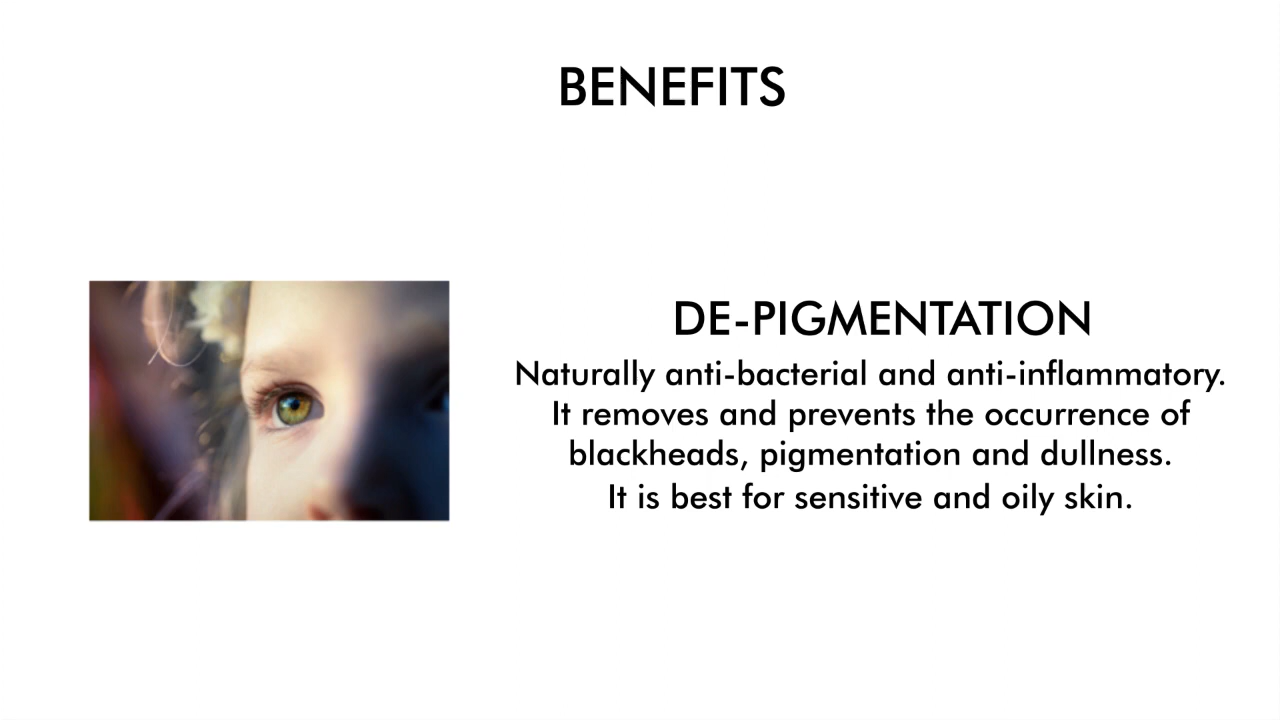 BENEFITS
DE-PIGMENTATION
Naturally anti-bacterial and anti-inflammatory.
It removes and prevents the occurrence of
blackheads, pigmentation and dullness.
It is best for sensitive and oily skin.